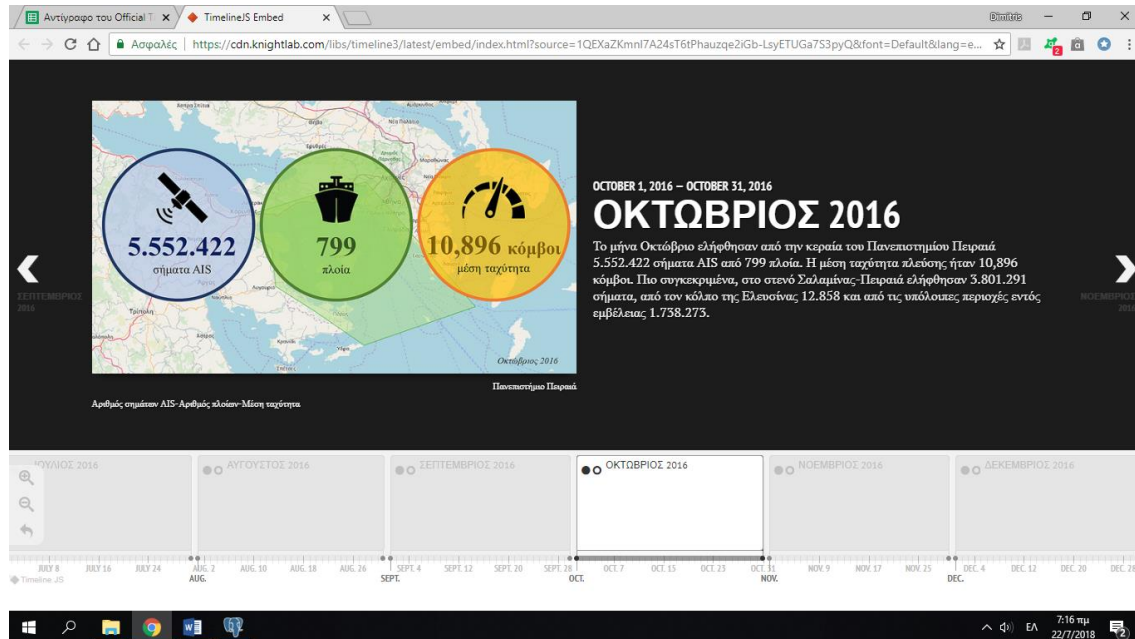 Αντίγραφο του Official T
TimelineJS Embed
Dimitris
Ασφαλές
https://cdn.knightlab.com/libs/timeline3/latest/embed/index.html?source=1QEXaZKmnI7A24sT6tPhauzqe2iGb-LsyETUGa7S3pyQ&font=Default&lang=e...
2
5.552.422
σήματα AIS
799
πλοία
10,896 κόμβοι
μέση ταχύτητα
Θήβα
Τρίπολη
Άστρος
Ύδρα
Οκτώβριος 2016
Πανεπιστήμιο Πειραιά
Αριθμός σημάτων AIS-Αριθμός πλοίων-Μέση ταχύτητα
OCTOBER 1, 2016 – OCTOBER 31, 2016
ΟΚΤΩΒΡΙΟΣ 2016
Το μήνα Οκτώβριο ελήφθησαν από την κεραία του Πανεπιστημίου Πειραιά
5.552.422 σήματα AIS από 799 πλοία. Η μέση ταχύτητα πλεύσης ήταν 10,896
κόμβοι. Πιο συγκεκριμένα, στο στενό Σαλαμίνας-Πειραιά ελήφθησαν 3.801.291
σήματα, από τον κόλπο της Ελευσίνας 12.858 και από τις υπόλοιπες περιοχές εντός
εμβέλειας 1.738.273.
ΣΕΠΤΕΜΒΡΙΟΣ
2016
ΝΟΕΜΒΡΙΟΣ
2016
ΙΟΥΛΙΟΣ 2016
ΑΥΓΟΥΣΤΟΣ 2016
ΣΕΠΤΕΜΒΡΙΟΣ 2016
ΟΚΤΩΒΡΙΟΣ 2016
ΝΟΕΜΒΡΙΟΣ 2016
ΔΕΚΕΜΒΡΙΟΣ 2016
JULY 8 JULY 16 JULY 24 AUG. 2 AUG. 10 AUG. 18 AUG. 26 SEPT. 4 SEPT. 12 SEPT. 20 SEPT. 28 OCT. 7 OCT. 15 OCT. 23 OCT. 31 NOV. 9 NOV. 17 NOV. 25 DEC. 4 DEC. 12 DEC. 20 DEC. 28
AUG. SEPT. OCT. NOV. DEC.
Timeline JS
ΕΛ
7:16 πμ
22/7/2018
2